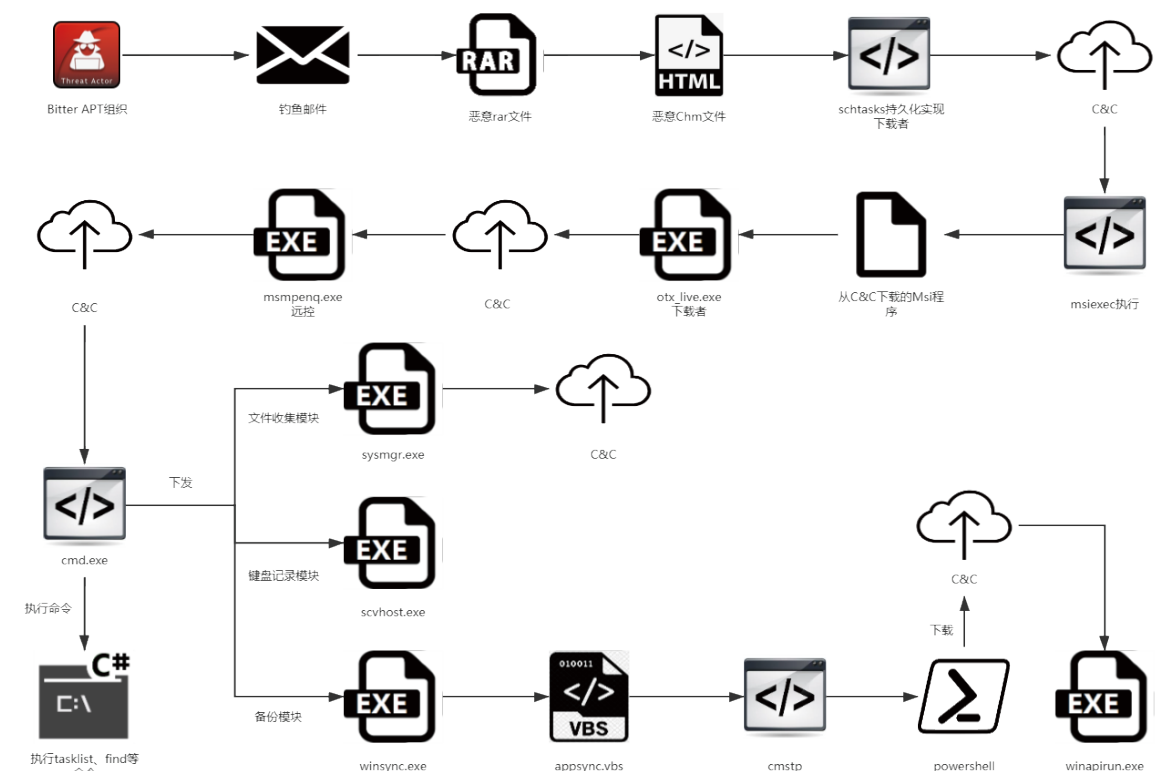 Threat Actor
Bitter APT组织
钓鱼邮件
RAR
恶意rar文件
</>
HTML
恶意Chm文件
</>
schtasks持久化实现
下载者
C&C
</>
msiexec执行
从C&C下载的Msi程
序
EXE
otx_live.exe
下载者
C&C
EXE
msmpenq.exe
远控
C&C
</>
cmd.exe
下发
文件收集模块
EXE
sysmgr.exe
C&C
键盘记录模块
EXE
scvhost.exe
备份模块
EXE
winsync.exe
010011
</>
VBS
appsync.vbs
</>
cmstp
powershell
下载
C&C
EXE
winapirun.exe
执行命令
C#
C:\
执行tasklist、find等